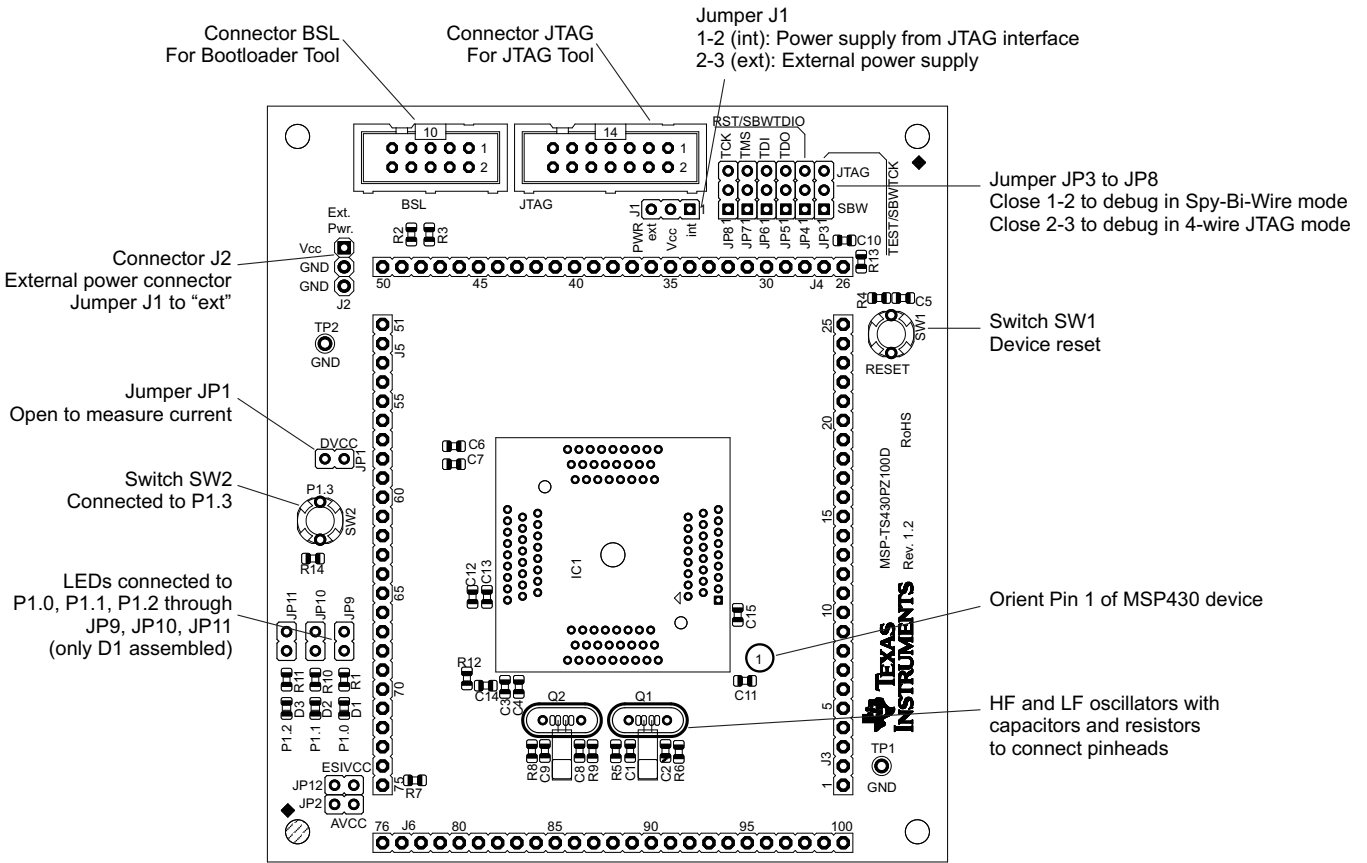 Connector BSL
For Bootloader Tool
Connector JTAG
For JTAG Tool
Jumper J1
1-2 (int): Power supply from JTAG interface
2-3 (ext): External power supply
10
1
2
BSL
14
1
2
JTAG
RST/SBWTDIO
TCK
TMS
TDI
TDO
JTAG
SBW
TEST/SBWTCK
JP8
1
JP7
1
JP6
1
JP5
1
JP4
1
JP3
1
J1
1
PWR
ext
Vcc
int
Jumper JP3 to JP8
Close 1-2 to debug in Spy-Bi-Wire mode
Close 2-3 to debug in 4-wire JTAG mode
Ext.
Pwr.
Vcc
GND
GND
J2
R2
R3
C10
R13
Connector J2
External power connector
Jumper J1 to “ext”
50
45
40
35
30
J4
26
R4
C5
SW1
RESET
Switch SW1
Device reset
TP2
GND
51
J5
55
60
65
70
75
25
20
15
10
5
J3
1
Jumper JP1
Open to measure current
DVCC
JP1
C6
C7
Switch SW2
Connected to P1.3
P1.3
SW2
R14
IC1
C12
C13
C15
MSP-TS430PZ100D
Rev. 1.2
RoHS
LEDs connected to
P1.0, P1.1, P1.2 through
JP9, JP10, JP11
(only D1 assembled)
JP11
JP10
JP9
R11
R10
R1
D3
D2
D1
P1.2
P1.1
P1.0
Orient Pin 1 of MSP430 device
1
C11
R12
C14
C3
C4
Q2
Q1
R8
C9
C8
R9
R5
C1
C2
R6
HF and LF oscillators with
capacitors and resistors
to connect pinheads
TEXAS
INSTRUMENTS
TP1
GND
ESIVCC
JP12
JP2
AVCC
R7
76
J6
80
85
90
95
100